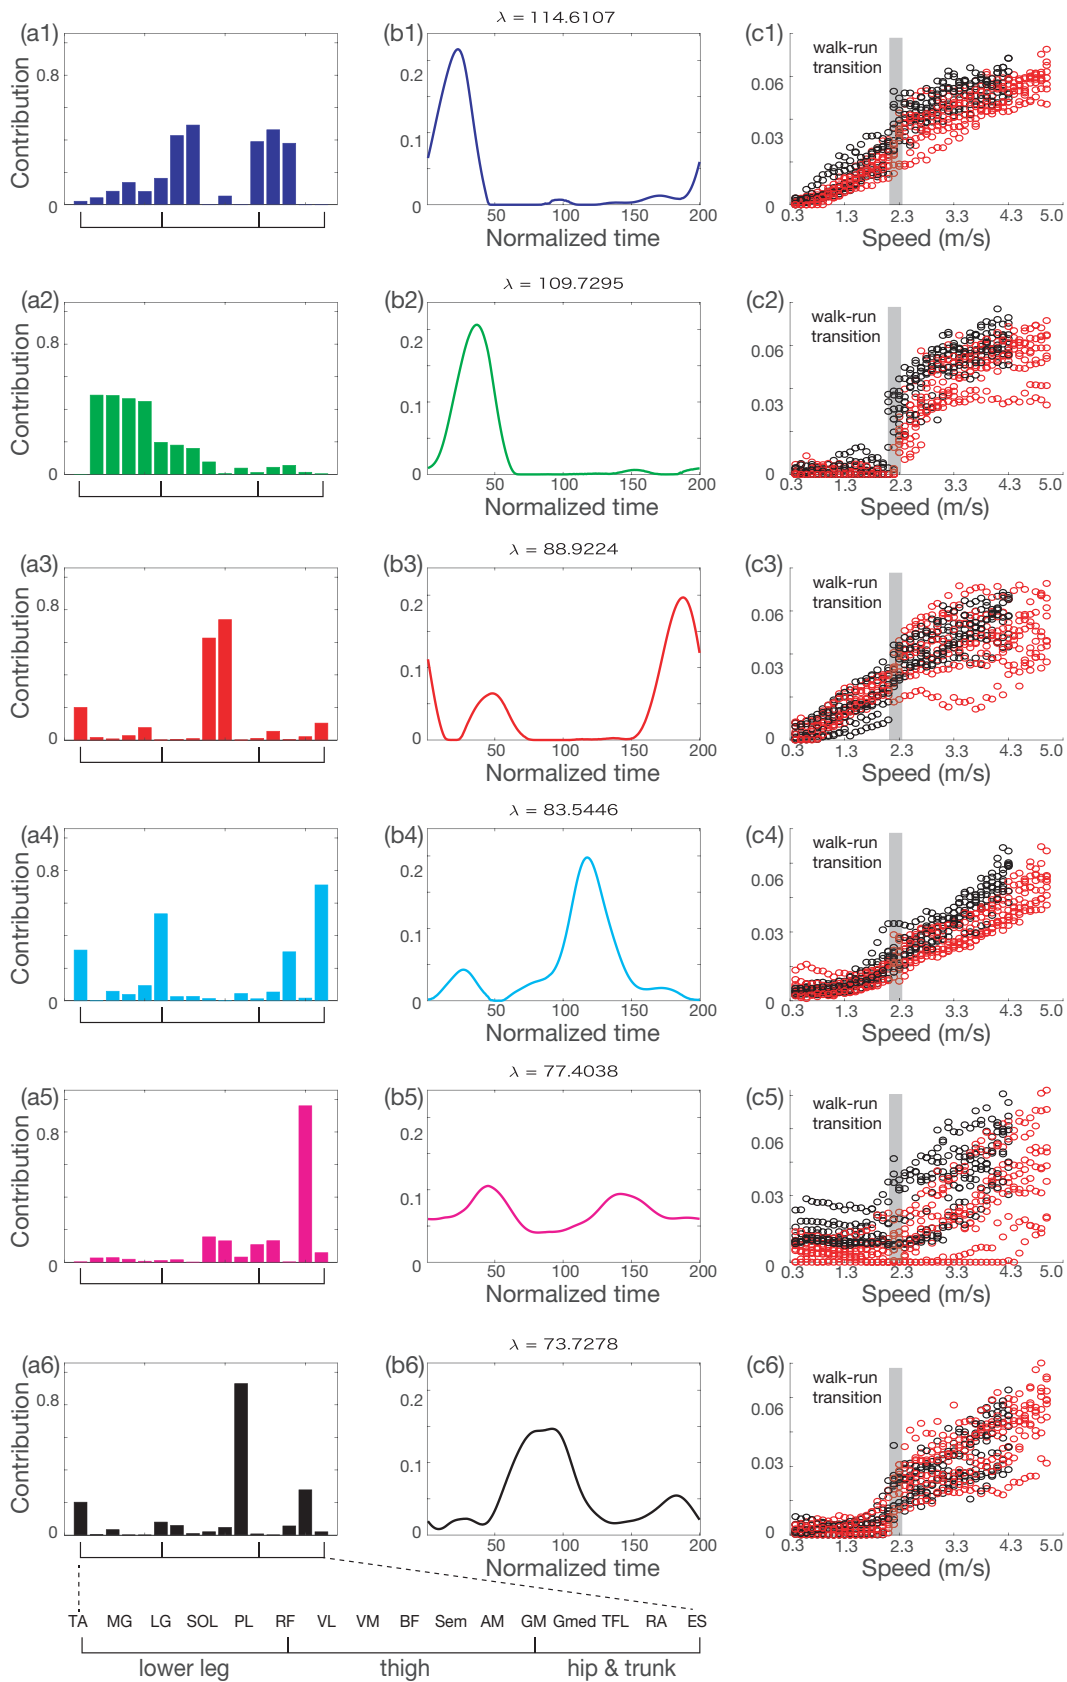 (a1)
Contribution
0.8
0
(b1)
λ = 114.6107
0.2
0.1
0
50
100
150
200
Normalized time
(c1)
walk-run
transition
0.06
0.03
0
0.3
1.3
2.3
3.3
4.3
5.0
Speed (m/s)
(a2)
Contribution
0.8
0
(b2)
λ = 109.7295
0.2
0.1
0
50
100
150
200
Normalized time
(c2)
walk-run
transition
0.06
0.03
0
0.3
1.3
2.3
3.3
4.3
5.0
Speed (m/s)
(a3)
Contribution
0.8
0
(b3)
λ = 88.9224
0.2
0.1
0
50
100
150
200
Normalized time
(c3)
walk-run
transition
0.06
0.03
0
0.3
1.3
2.3
3.3
4.3
5.0
Speed (m/s)
(a4)
Contribution
0.8
0
(b4)
λ = 83.5446
0.2
0.1
0
50
100
150
200
Normalized time
(c4)
walk-run
transition
0.06
0.03
0
0.3
1.3
2.3
3.3
4.3
5.0
Speed (m/s)
(a5)
Contribution
0.8
0
(b5)
λ = 77.4038
0.2
0.1
0
50
100
150
200
Normalized time
(c5)
walk-run
transition
0.06
0.03
0
0.3
1.3
2.3
3.3
4.3
5.0
Speed (m/s)
(a6)
Contribution
0.8
0
(b6)
λ = 73.7278
0.2
0.1
0
50
100
150
200
Normalized time
(c6)
walk-run
transition
0.06
0.03
0
0.3
1.3
2.3
3.3
4.3
5.0
Speed (m/s)
TA MG LG SOL PL RF VL VM BF Sem AM GM Gmed TFL RA ES
lower leg thigh hip & trunk